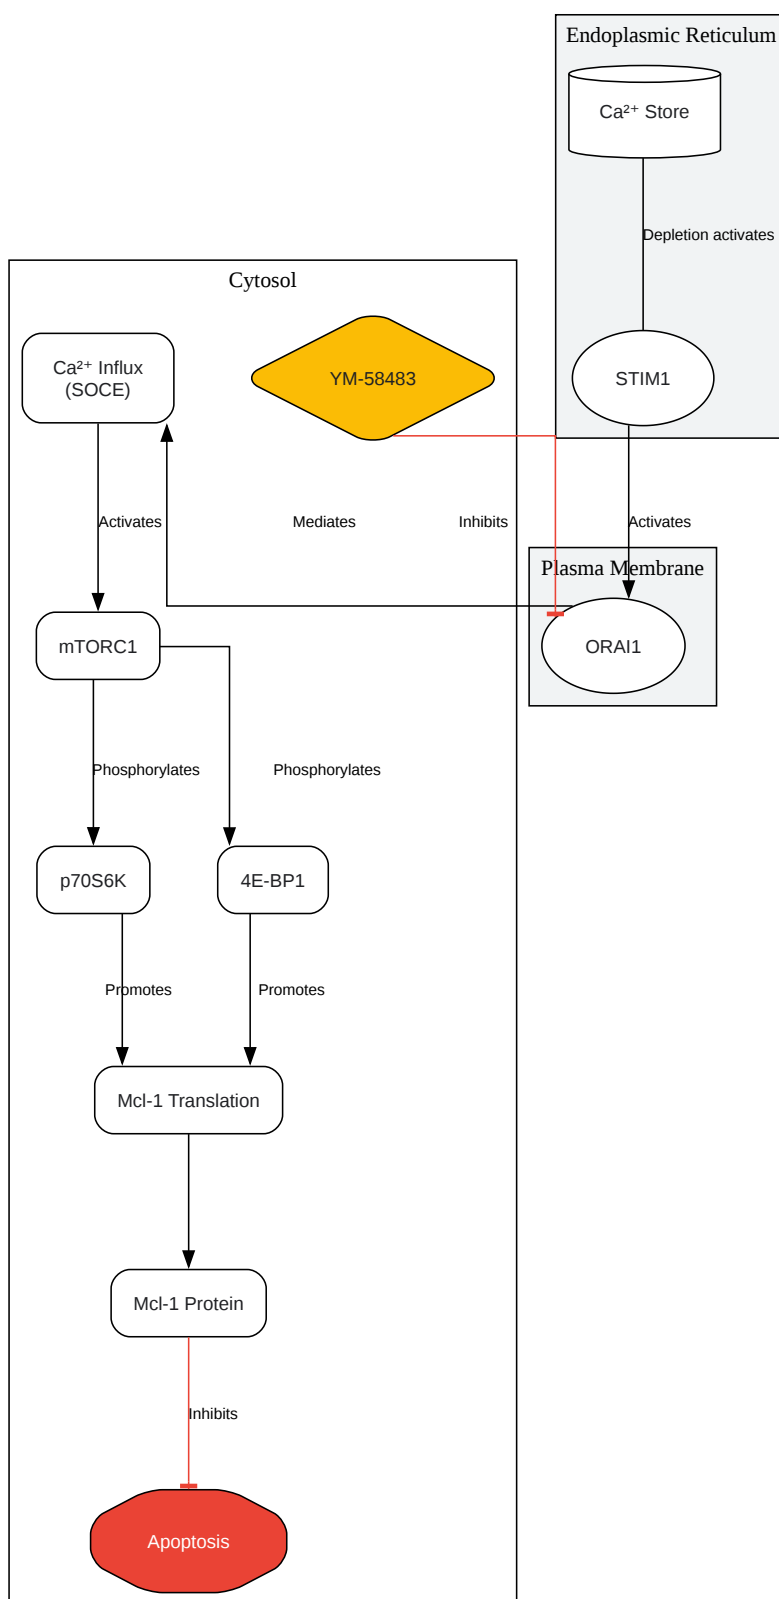 Endoplasmic Reticulum
Ca²⁺ Store
Depletion activates
Cytosol
Ca²⁺ Influx
(SOCE)
YM-58483
STIM1
Activates
Mediates
Inhibits
Activates
Plasma Membrane
mTORC1
ORAI1
Phosphorylates
Phosphorylates
p70S6K
4E-BP1
Promotes
Promotes
Mcl-1 Translation
Mcl-1 Protein
Inhibits
Apoptosis